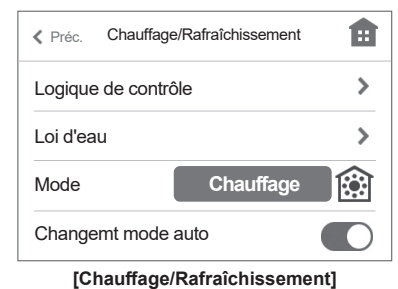 Préc. Chauffage/Rafraîchissement
Logique de contrôle
Loi d'eau
Mode Chauffage
Changemt mode auto
[Chauffage/Rafraîchissement]